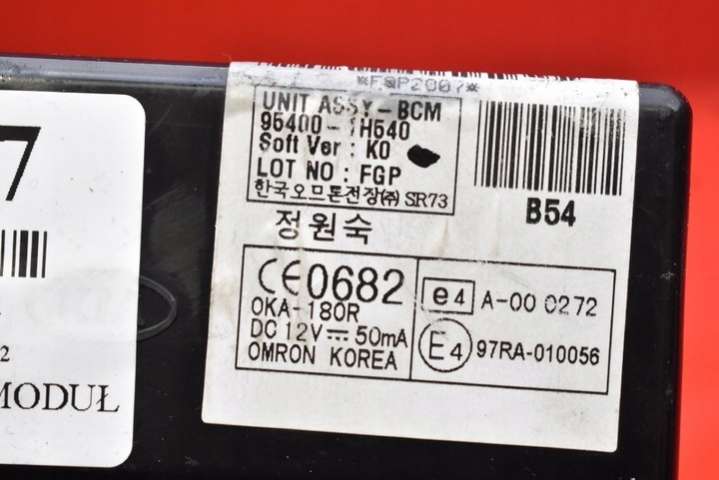 7
2
MODUŁ
*FQP2007*
UNIT ASSY-BCM
95400-1H540
Soft Ver : K0
LOT NO : FGP
한국오므론전장㈜ SR73
정원숙
B54
CE0682
OKA-180R
DC 12V⎓50mA
OMRON KOREA
e4 A-00 0272
E4 97RA-010056